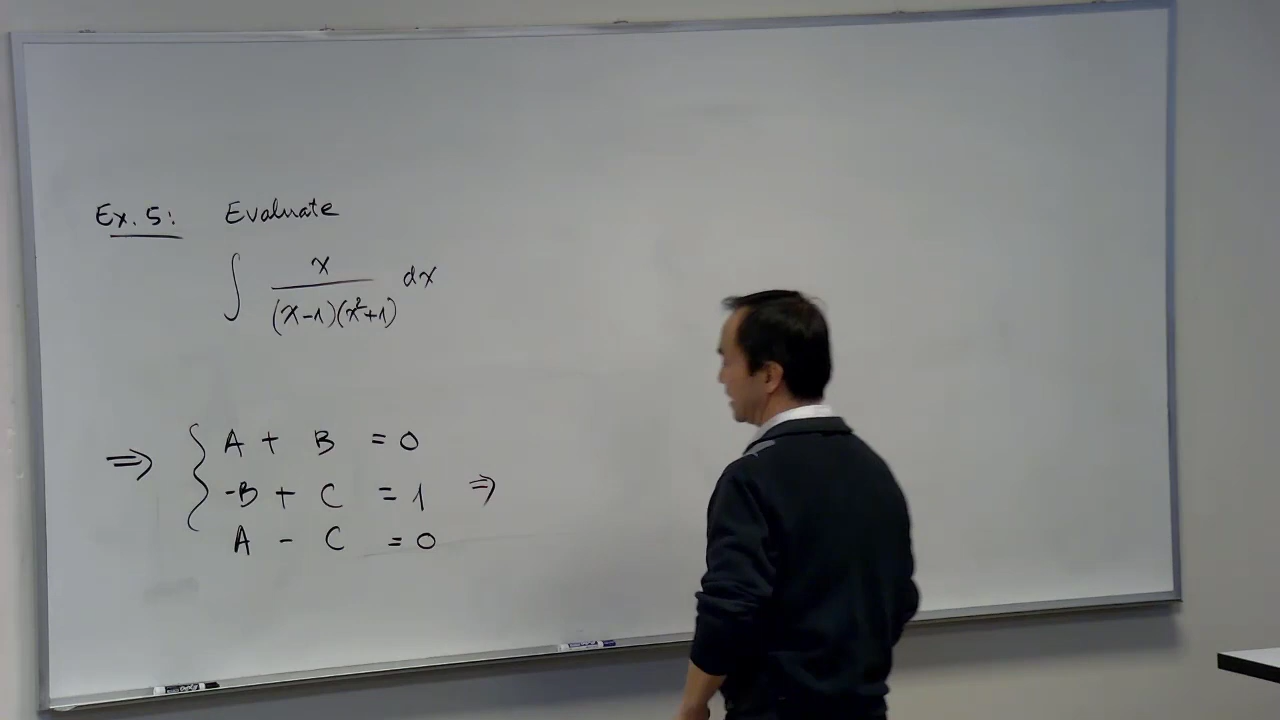 Ex. 5: Evaluate
∫ x / (x-1)(x²+1) dx
⇒ { A + B = 0
-B + C = 1 ⇒
A - C = 0